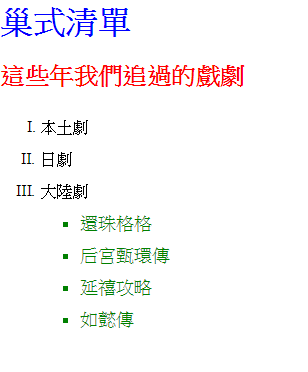 巢式清單
這些年我們追過的戲劇
I. 本土劇
II. 日劇
III. 大陸劇
▪ 還珠格格
▪ 后宮甄環傳
▪ 延禧攻略
▪ 如懿傳